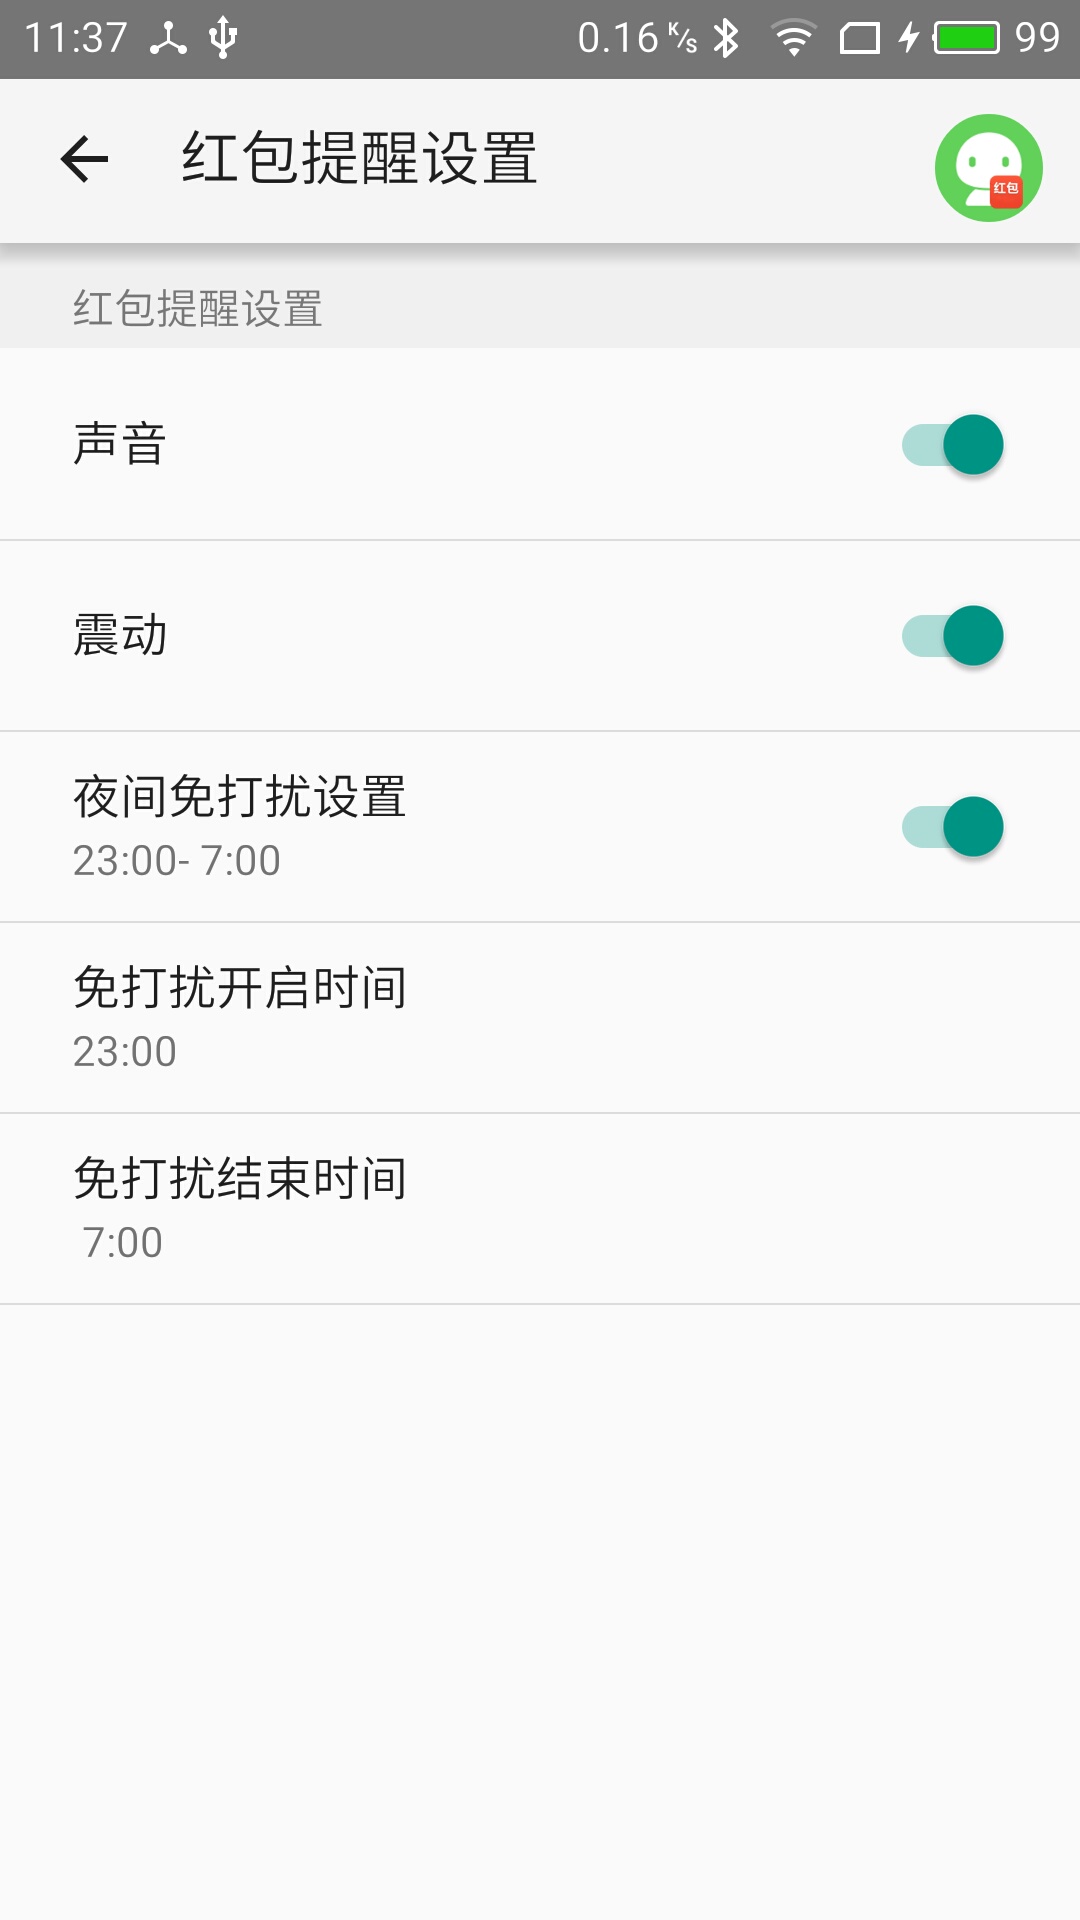 11:37 0.16 K/s 99
红包提醒设置
红包
红包提醒设置
声音
震动
夜间免打扰设置
23:00- 7:00
免打扰开启时间
23:00
免打扰结束时间
7:00